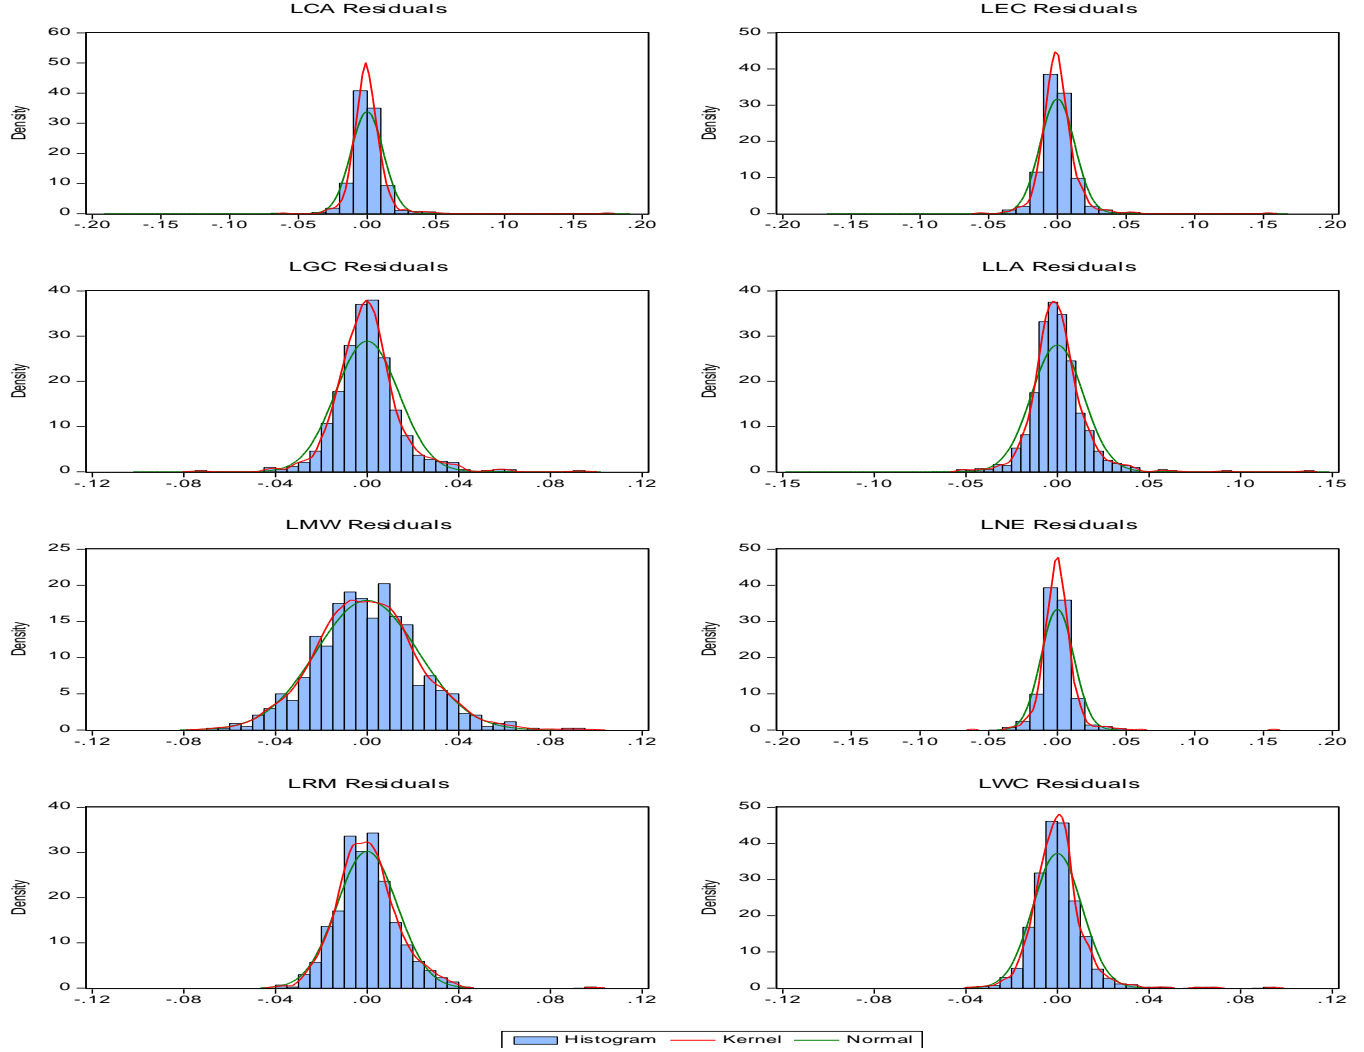 LCA Residuals
60
50
40
30
20
10
0
Density
-.20 -.15 -.10 -.05 .00 .05 .10 .15 .20
LEC Residuals
50
40
30
20
10
0
Density
-.20 -.15 -.10 -.05 .00 .05 .10 .15 .20
LGC Residuals
40
30
20
10
0
Density
-.12 -.08 -.04 .00 .04 .08 .12
LLA Residuals
40
30
20
10
0
Density
-.15 -.10 -.05 .00 .05 .10 .15
LMW Residuals
25
20
15
10
5
0
Density
-.12 -.08 -.04 .00 .04 .08 .12
LNE Residuals
50
40
30
20
10
0
Density
-.20 -.15 -.10 -.05 .00 .05 .10 .15 .20
LRM Residuals
40
30
20
10
0
Density
-.12 -.08 -.04 .00 .04 .08 .12
LWC Residuals
50
40
30
20
10
0
Density
-.12 -.08 -.04 .00 .04 .08 .12
Histogram Kernel Normal